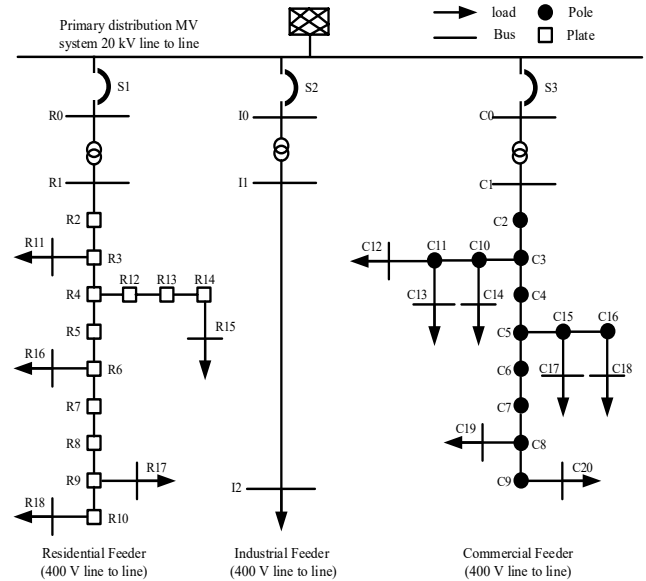 Primary distribution MV
system 20 kV line to line
load
Pole
Bus
Plate
S1
S2
S3
R0
I0
C0
R1
I1
C1
R2
C2
R11
R3
C12
C11
C10
C3
R4
R12
R13
R14
C13
C14
C4
R5
R15
C15
C16
C5
R16
R6
C17
C18
C6
R7
C7
R8
C19
C8
R9
R17
I2
C9
C20
R18
R10
Residential Feeder
(400 V line to line)
Industrial Feeder
(400 V line to line)
Commercial Feeder
(400 V line to line)